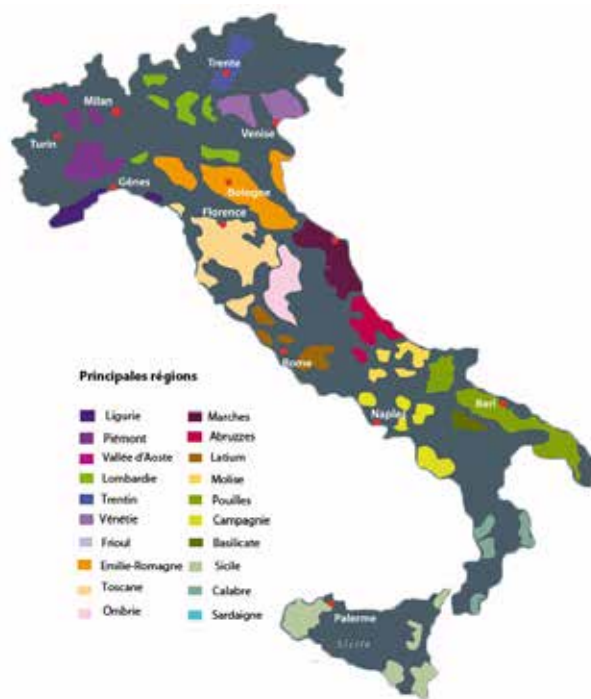 Trente
Milan
Venise
Turin
Gênes
Bologne
Florence
Rome
Bari
Naples
Principales régions
Ligurie
Piémont
Vallée d'Aoste
Lombardie
Trentin
Vénétie
Frioul
Emilie-Romagne
Toscane
Ombrie
Marches
Abruzzes
Latium
Molise
Pouilles
Campagnie
Basilicate
Sicile
Calabre
Sardaigne
Palerme
Sicile